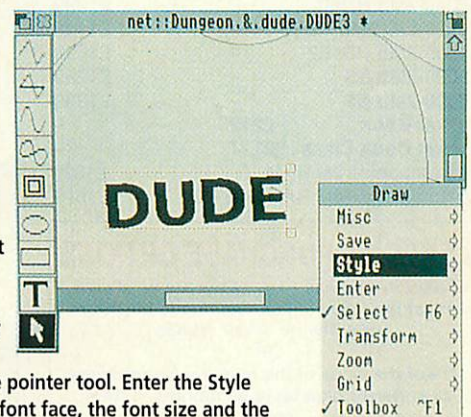 net::Dungeon.&.dude.DUDE3 *
DUDE
T
Draw
Misc
Save
Style
Enter
✓Select F6
Transform
Zoom
Grid
✓Toolbox ^F1
pointer tool. Enter the Style
font face, the font size and the